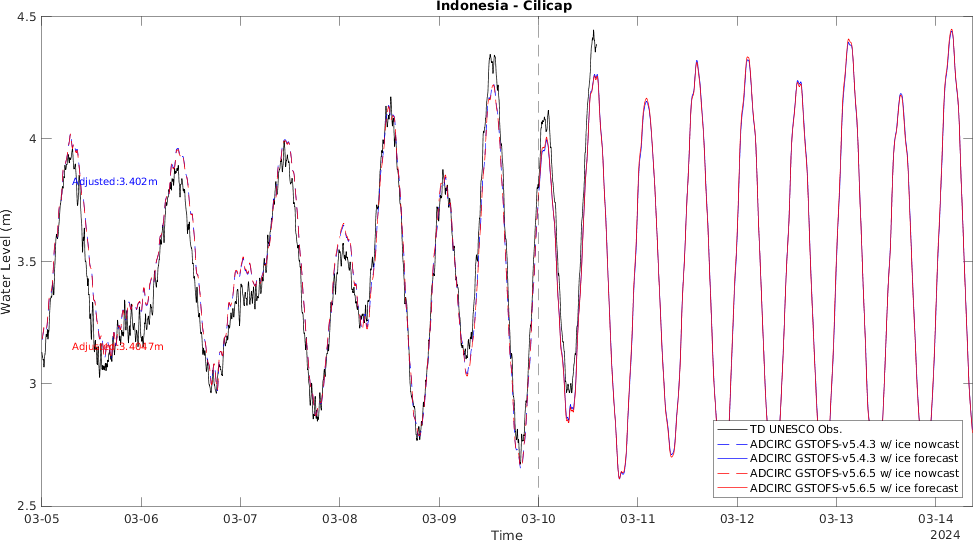 Indonesia - Cilicap
4.5
4
3.5
3
2.5
Water Level (m)
Adjusted:3.402m
Adjusted:3.4047m
TD UNESCO Obs.
ADCIRC GSTOFS-v5.4.3 w/ ice nowcast
ADCIRC GSTOFS-v5.4.3 w/ ice forecast
ADCIRC GSTOFS-v5.6.5 w/ ice nowcast
ADCIRC GSTOFS-v5.6.5 w/ ice forecast
03-05 03-06 03-07 03-08 03-09 03-10 03-11 03-12 03-13 03-14
Time
2024